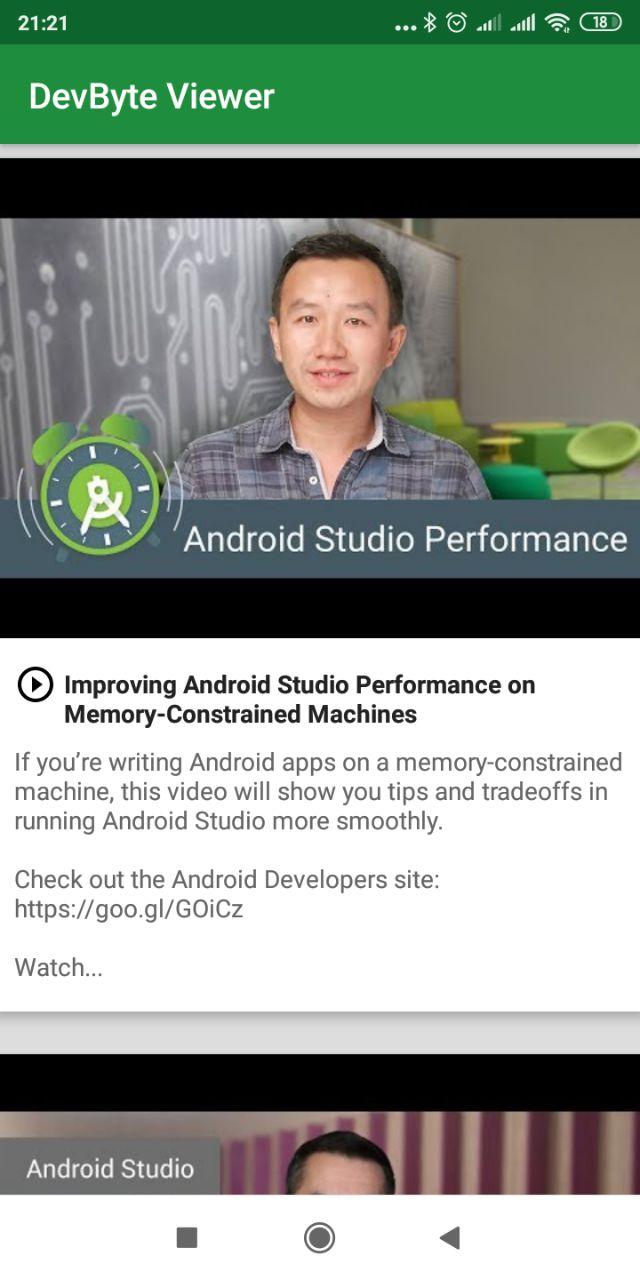 21:21
18
DevByte Viewer
Android Studio Performance
Improving Android Studio Performance on
Memory-Constrained Machines
If you’re writing Android apps on a memory-constrained
machine, this video will show you tips and tradeoffs in
running Android Studio more smoothly.
Check out the Android Developers site:
https://goo.gl/GOiCz
Watch...
Android Studio